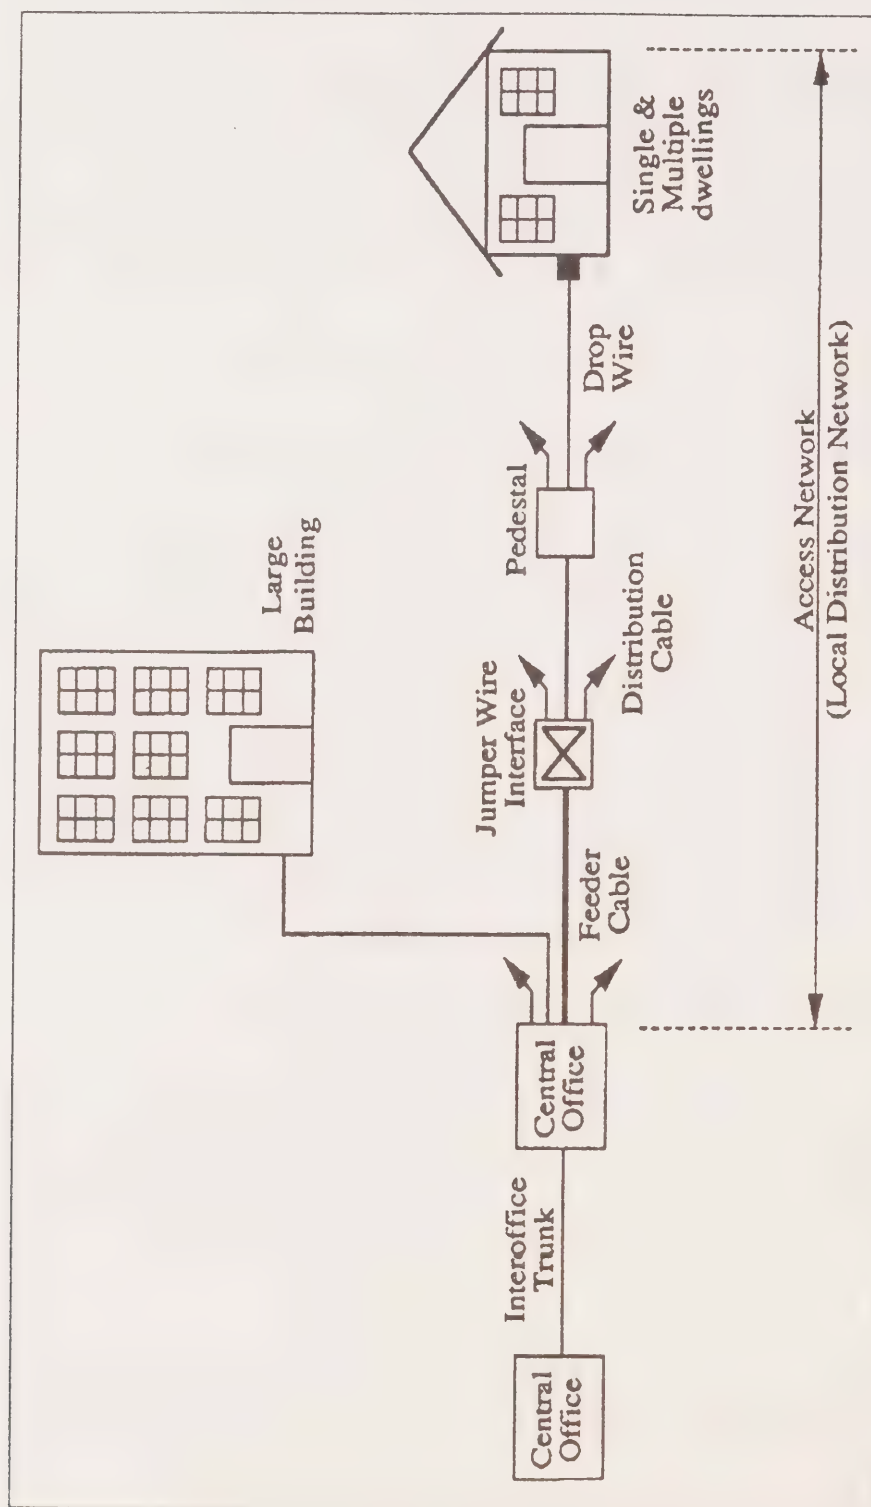 Central
Office
Interoffice
Trunk
Central
Office
Large
Building
Feeder
Cable
Jumper Wire
Interface
Distribution
Cable
Pedestal
Drop
Wire
Single &
Multiple
dwellings
Access Network
(Local Distribution Network)